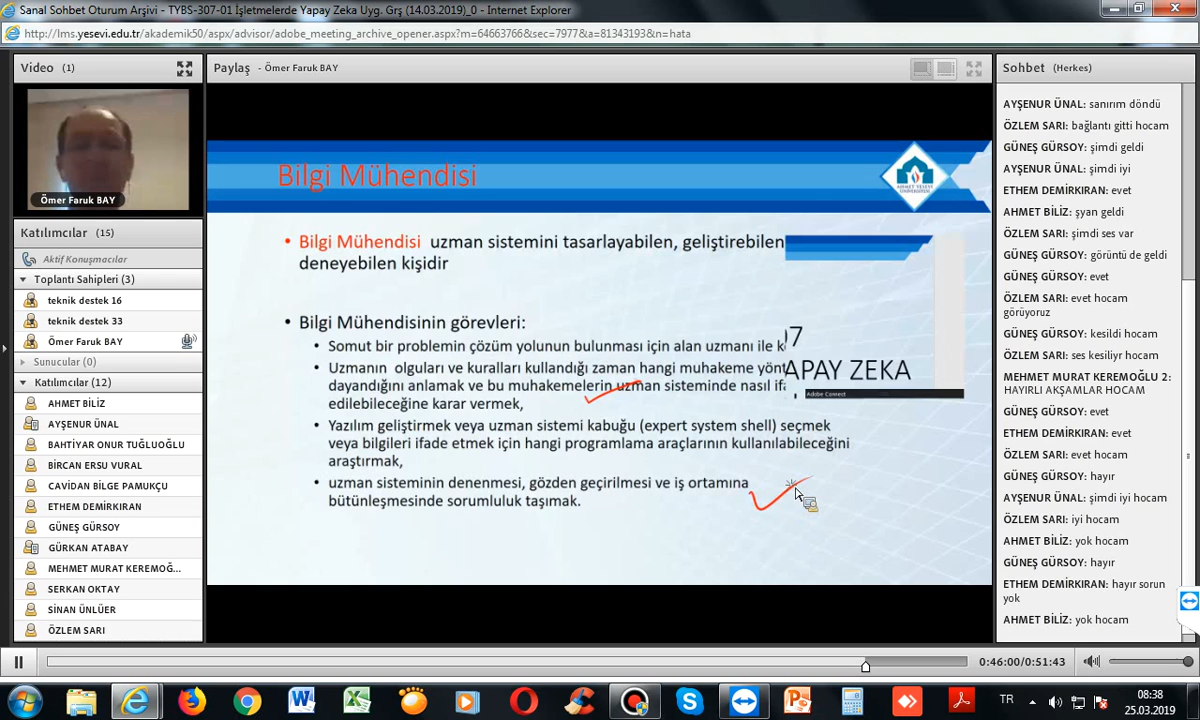 Sanal Sohbet Oturum Arşivi - TYBS-307-01 İşletmelerde Yapay Zeka Uyg. Grş (14.03.2019)_0 - Internet Explorer
http://lms.yesevi.edu.tr/akademik50/aspx/advisor/adobe_meeting_archive_opener.aspx?m=64663766&sec=7977&a=81343193&n=hata
Video (1)
Ömer Faruk BAY
Katılımcılar (15)
Aktif Konuşmacılar
Toplantı Sahipleri (3)
teknik destek 16
teknik destek 33
Ömer Faruk BAY
Sunucular (0)
Katılımcılar (12)
AHMET BİLİZ
AYŞENUR ÜNAL
BAHTİYAR ONUR TUĞLUOĞLU
BİRCAN ERSU VURAL
CAVİDAN BİLGE PAMUKÇU
ETHEM DEMİRKIRAN
GÜNEŞ GÜRSOY
GÜRKAN ATABAY
MEHMET MURAT KEREMOĞ...
SERKAN OKTAY
SİNAN ÜNLÜER
ÖZLEM SARI
Paylaş - Ömer Faruk BAY
Bilgi Mühendisi
AHMET YESEVİ
ÜNİVERSİTESİ
• Bilgi Mühendisi uzman sistemini tasarlayabilen, geliştirebilen
deneyebilen kişidir
• Bilgi Mühendisinin görevleri:
• Somut bir problemin çözüm yolunun bulunması için alan uzmanı ile k
• Uzmanın olguları ve kuralları kullandığı zaman hangi muhakeme yönt
dayandığını anlamak ve bu muhakemelerin uzman sisteminde nasıl ifa
edilebileceğine karar vermek,
• Yazılım geliştirmek veya uzman sistemi kabuğu (expert system shell) seçmek
veya bilgileri ifade etmek için hangi programlama araçlarının kullanılabileceğini
araştırmak,
• uzman sisteminin denenmesi, gözden geçirilmesi ve iş ortamına
bütünleşmesinde sorumluluk taşımak.
07
APAY ZEKA
Adobe Connect
Sohbet (Herkes)
AYŞENUR ÜNAL: sanırım döndü
ÖZLEM SARI: bağlantı gitti hocam
GÜNEŞ GÜRSOY: şimdi geldi
AYŞENUR ÜNAL: şimdi iyi
ETHEM DEMİRKIRAN: evet
AHMET BİLİZ: şyan geldi
ÖZLEM SARI: şimdi ses var
GÜNEŞ GÜRSOY: görüntü de geldi
GÜNEŞ GÜRSOY: evet
ÖZLEM SARI: evet hocam
görüyoruz
GÜNEŞ GÜRSOY: kesildi hocam
ÖZLEM SARI: ses kesiliyr hocam
MEHMET MURAT KEREMOĞLU 2:
HAYIRLI AKŞAMLAR HOCAM
GÜNEŞ GÜRSOY: evet
ETHEM DEMİRKIRAN: evet
ÖZLEM SARI: evet hocam
GÜNEŞ GÜRSOY: hayır
AYŞENUR ÜNAL: şimdi iyi hocam
ÖZLEM SARI: iyi hocam
AHMET BİLİZ: yok hocam
GÜNEŞ GÜRSOY: hayır
ETHEM DEMİRKIRAN: hayır sorun
yok
AHMET BİLİZ: yok hocam
0:46:00/0:51:43
TR
08:38
25.03.2019